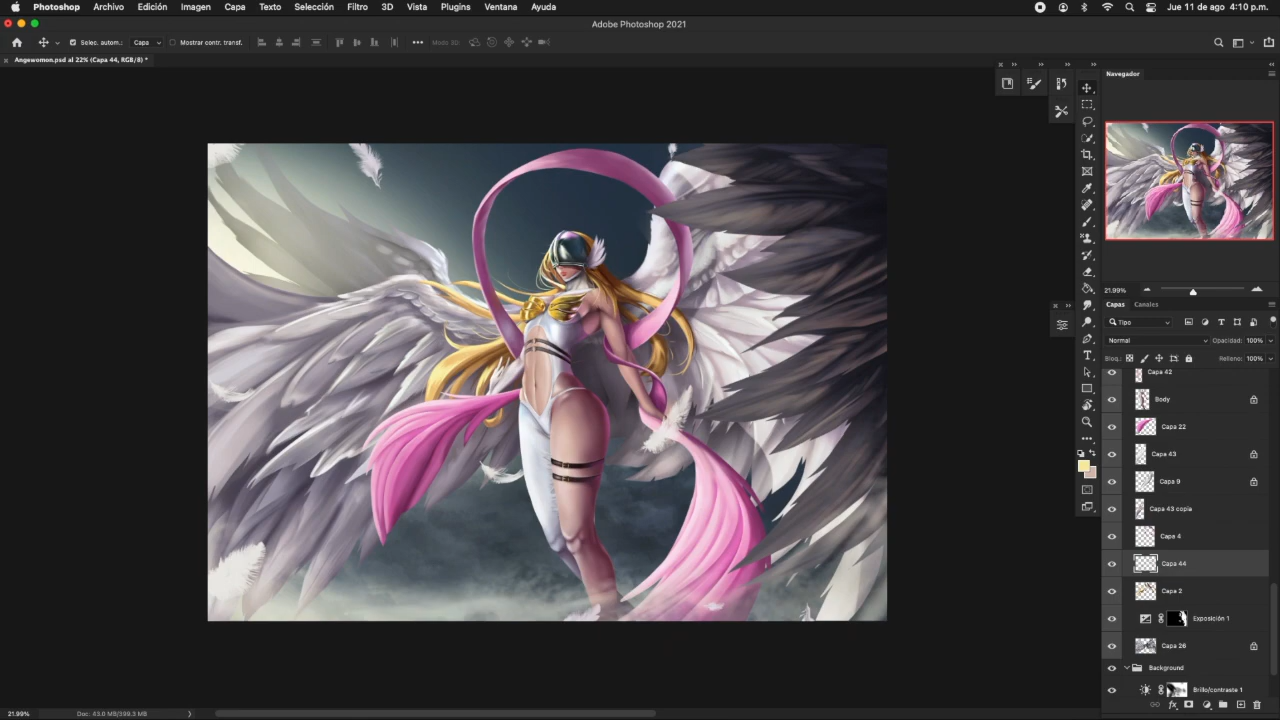 Photoshop Archivo Edición Imagen Capa Texto Selección Filtro 3D Vista Plugins Ventana Ayuda Jue 11 de ago 4:10 p.m.
Adobe Photoshop 2021
Selec. autom.: Capa Mostrar contr. transf. ••• Modo 3D:
Angewomon.psd al 22% (Capa 44, RGB/8) *
Navegador
21.99%
Capas Canales
Tipo
Normal Opacidad: 100%
Bloq.: Relleno: 100%
Capa 42
Body
Capa 22
Capa 43
Capa 9
Capa 43 copia
Capa 4
Capa 44
Capa 2
Exposición 1
Capa 26
Background
Brillo/contraste 1
fx
21.99% Doc: 43.0 MB/399.3 MB